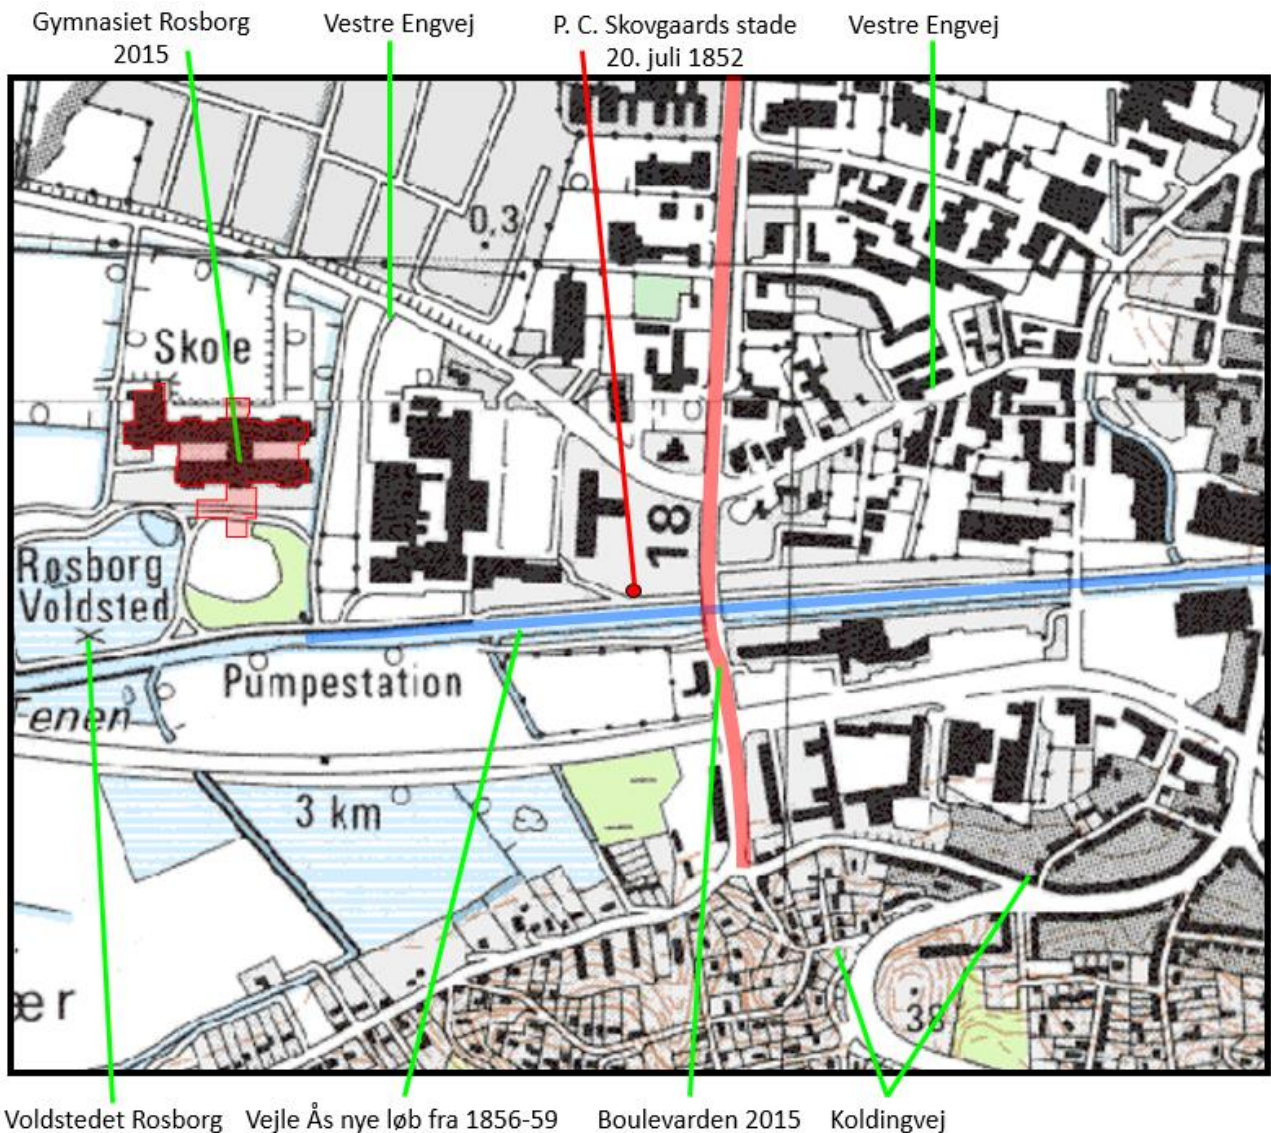 Gymnasiet Rosborg
2015
Vestre Engvej
P. C. Skovgaards stade
20. juli 1852
Vestre Engvej
0,3
Skole
18
Rosborg
Voldsted
Pumpestation
enen
3 km
ær
38
Voldstedet Rosborg
Vejle Ås nye løb fra 1856-59
Boulevarden 2015
Koldingvej